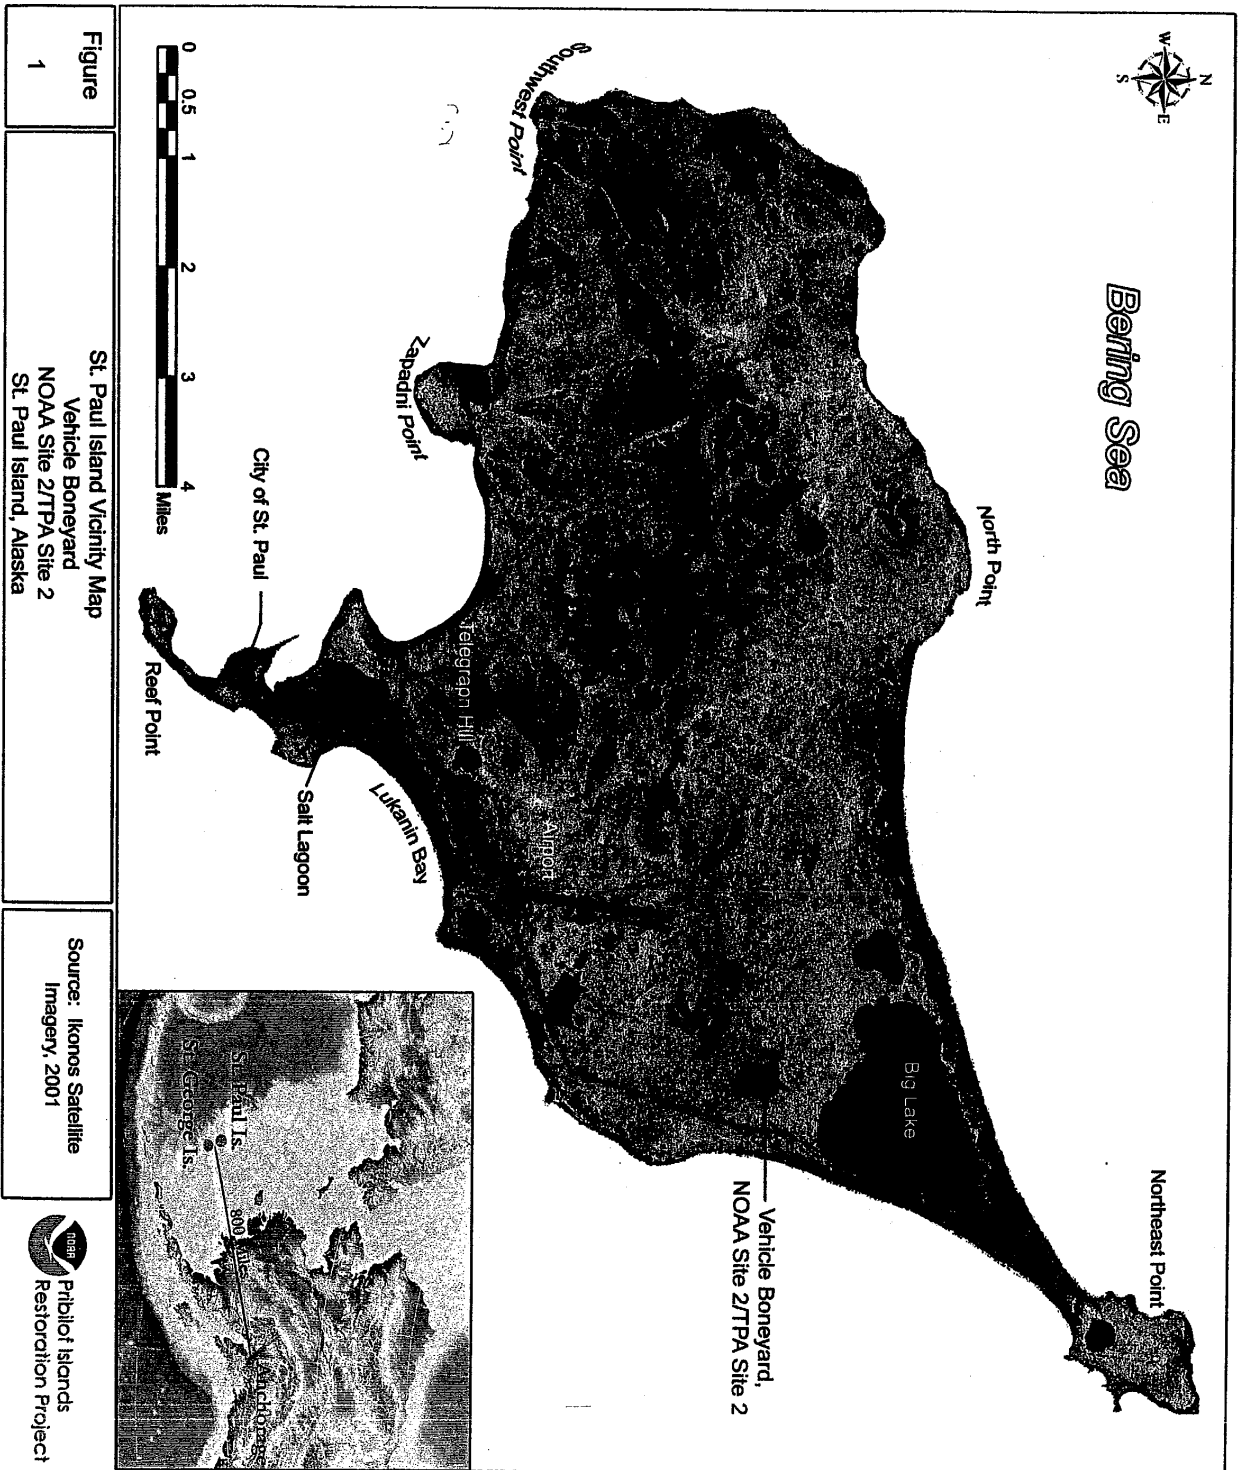 N
W
E
S
Bering Sea
North Point
Northeast Point
Southwest Point
Big Lake
Vehicle Boneyard,
NOAA Site 2/TPA Site 2
Zapadni Point
Telegraph Hill
Airport
Lukanin Bay
Salt Lagoon
City of St. Paul
Reef Point
0 0.5 1 2 3 4
Miles
St. Paul Is.
St. George Is.
800 Miles
Anchorage
Figure
1
St. Paul Island Vicinity Map
Vehicle Boneyard
NOAA Site 2/TPA Site 2
St. Paul Island, Alaska
Source: Ikonos Satellite
Imagery, 2001
NOAA
Pribilof Islands
Restoration Project